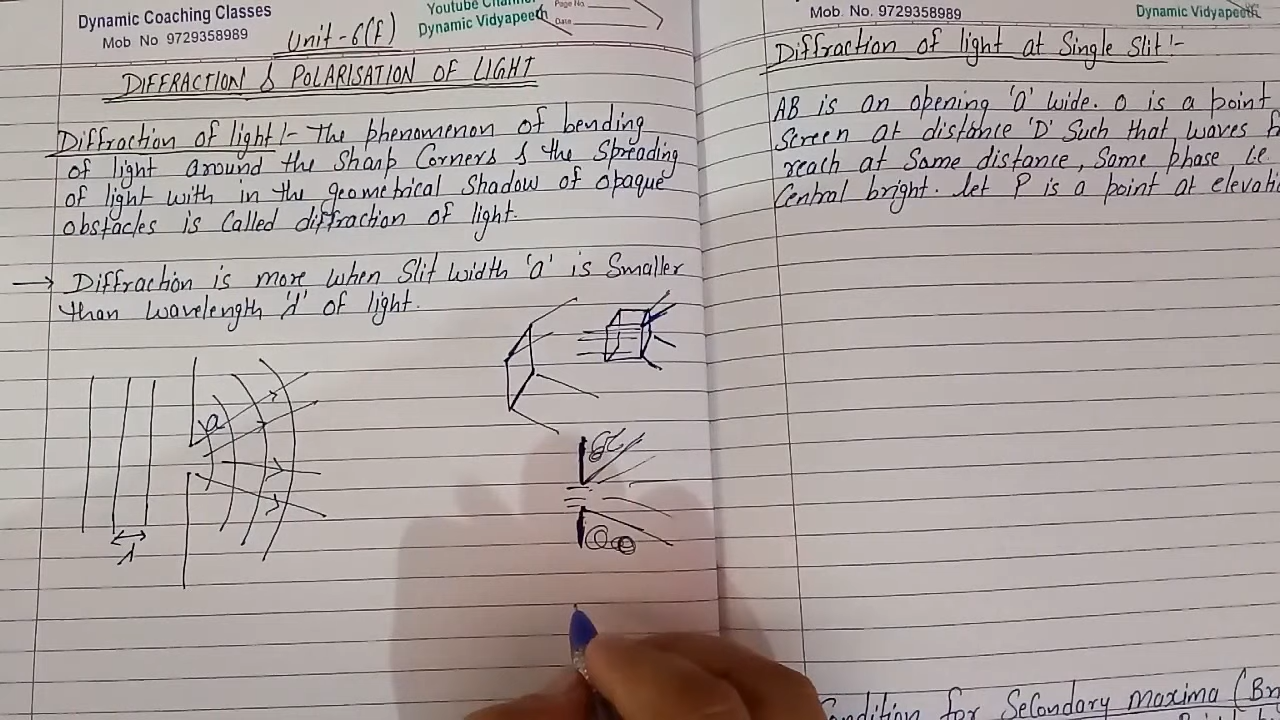 Dynamic Coaching Classes
Mob No 9729358989
Youtube Channel
Dynamic Vidyapeeth
Page No.
Date
Unit-6(f)
DIFFRACTION & POLARISATION OF LIGHT
Diffraction of light :- The phenomenon of bending
of light around the sharp corners & the spreading
of light with in the geometrical shadow of opaque
obstacles is called diffraction of light.
→ Diffraction is more when slit width 'a' is smaller
than wavelength 'λ' of light.
a
λ
Mob. No. 9729358989
Dynamic Vidyapeeth
Diffraction of light at Single Slit :-
AB is an opening 'a' wide. O is a point
Screen at distance 'D' such that waves
reach at same distance, same phase i.e.
Central bright. Let P is a point at
for Secondary maxima